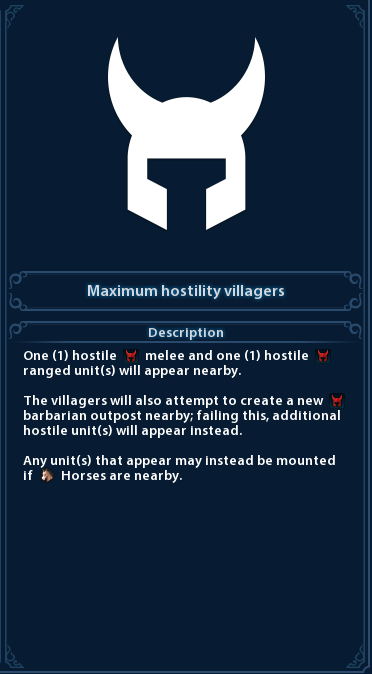 Maximum hostility villagers
Description
One (1) hostile melee and one (1) hostile
ranged unit(s) will appear nearby.
The villagers will also attempt to create a new
barbarian outpost nearby; failing this, additional
hostile unit(s) will appear instead.
Any unit(s) that appear may instead be mounted
if Horses are nearby.